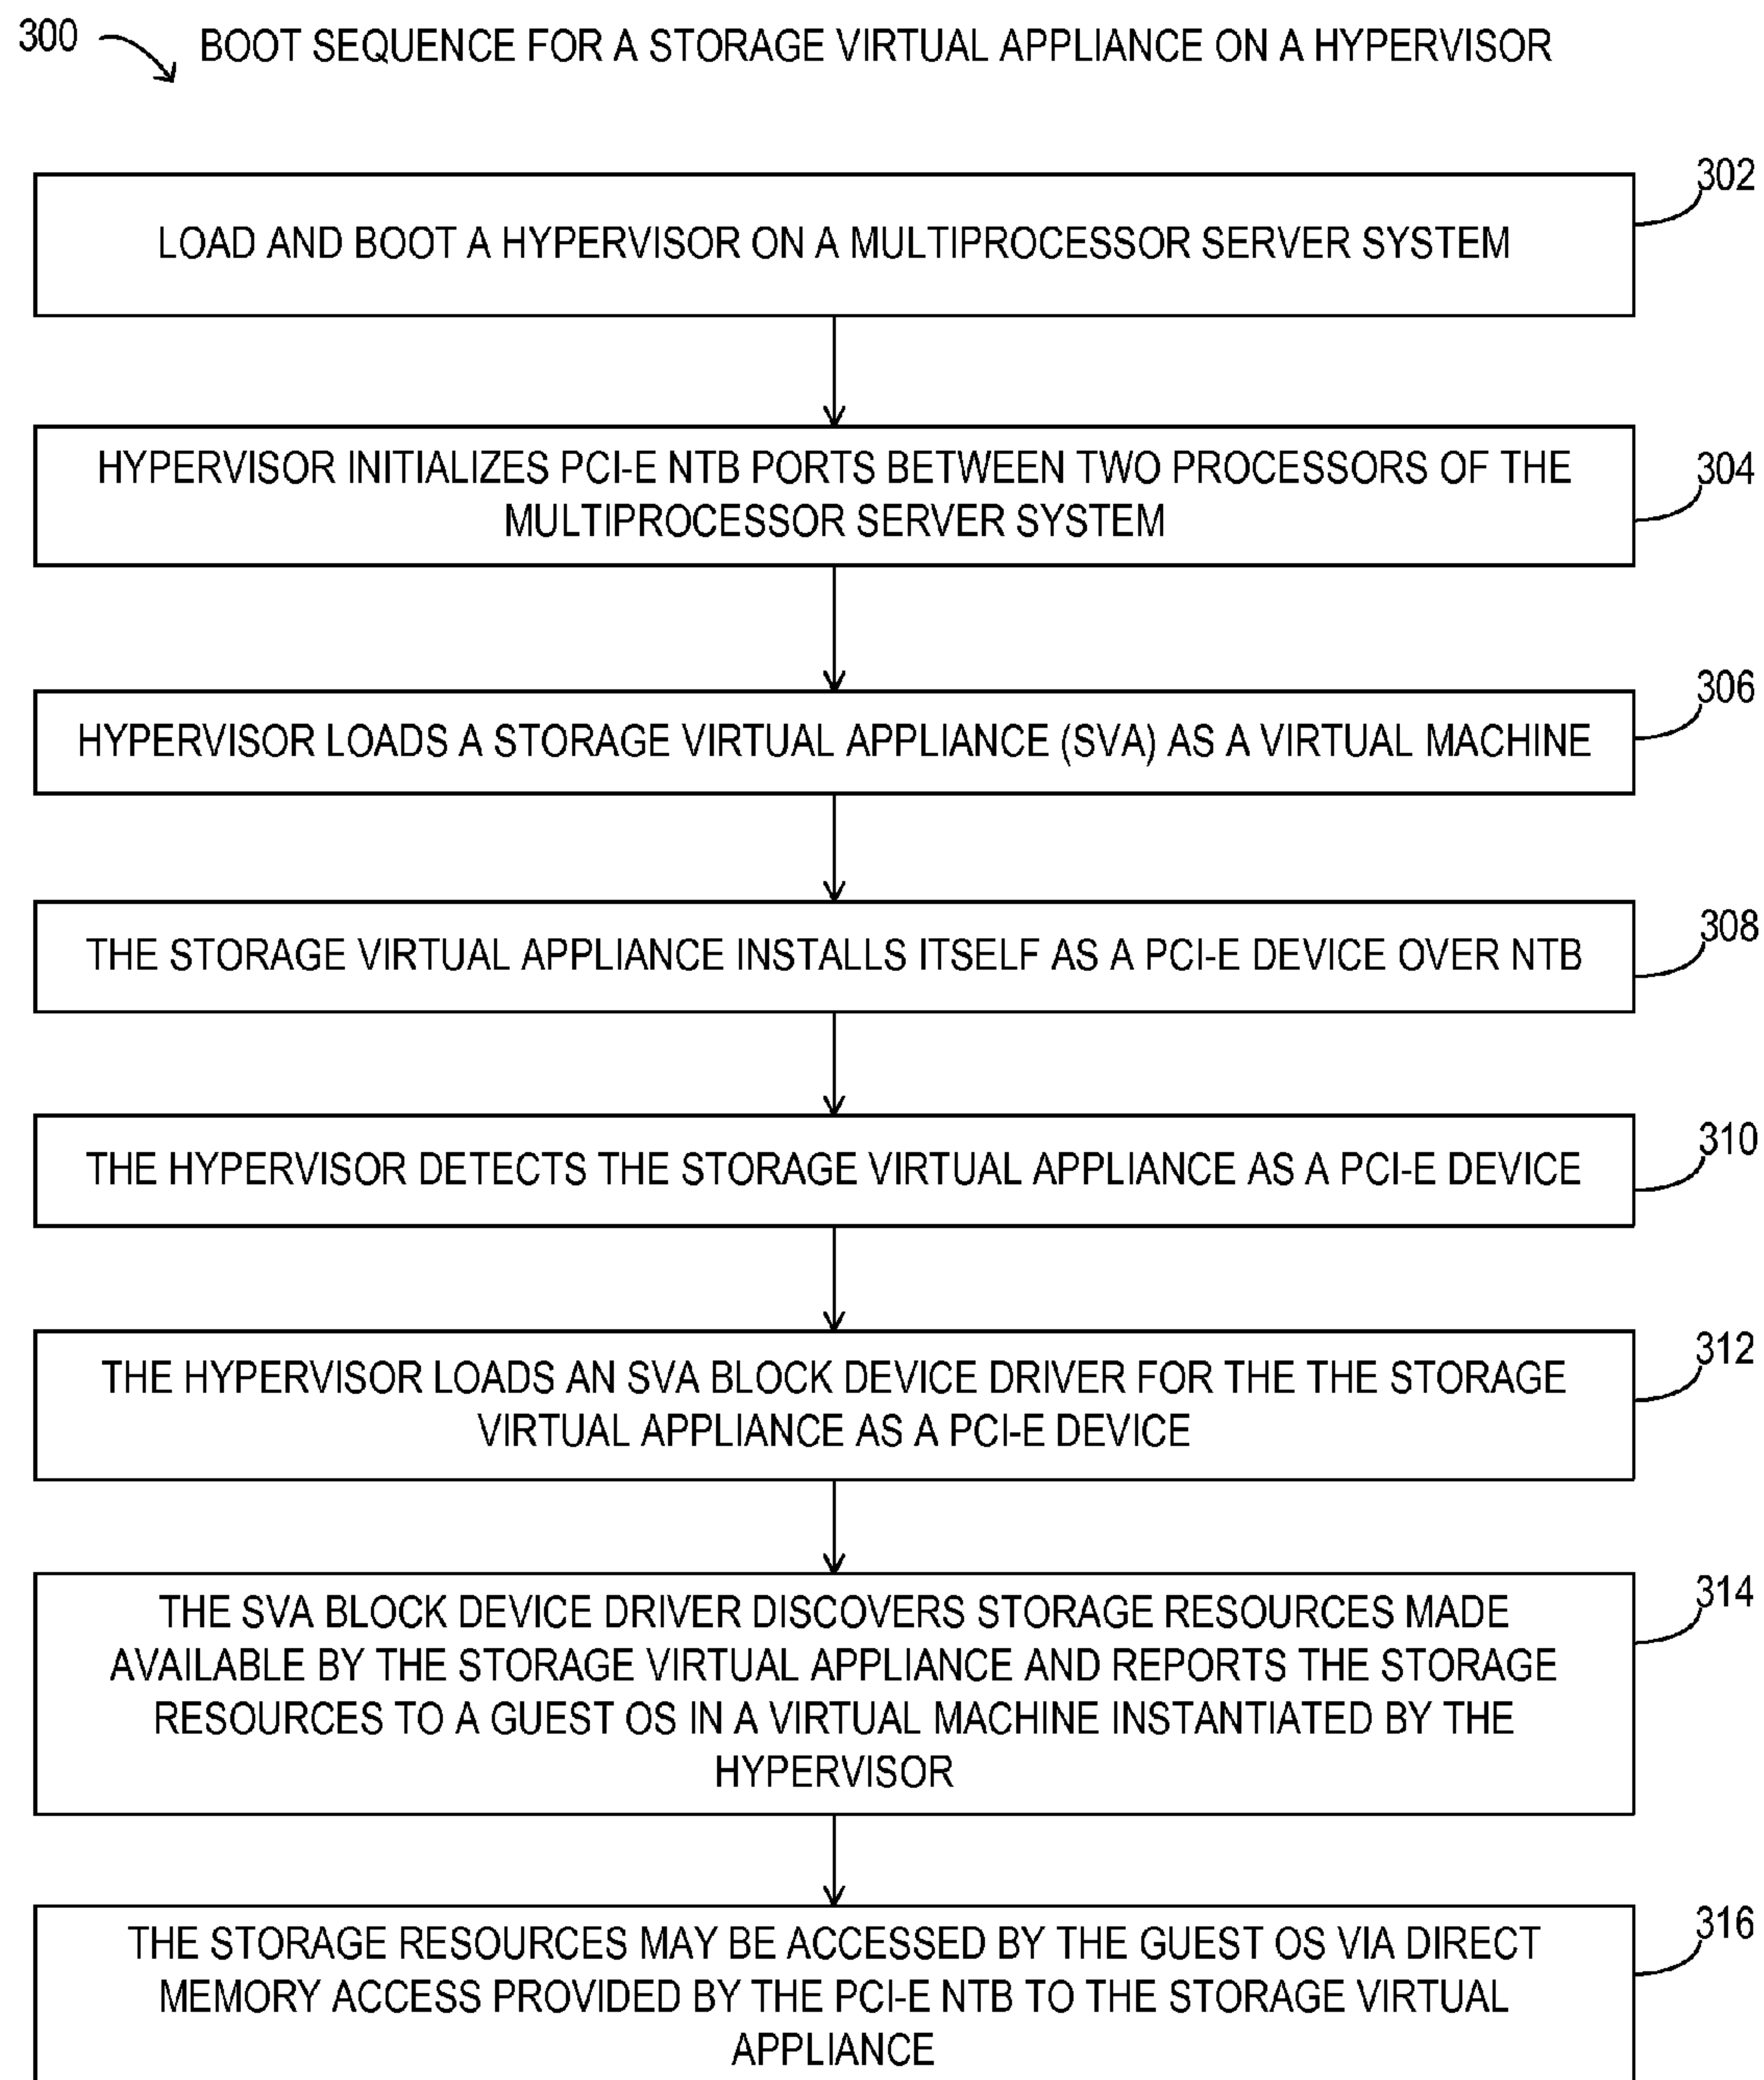 300
BOOT SEQUENCE FOR A STORAGE VIRTUAL APPLIANCE ON A HYPERVISOR
302
LOAD AND BOOT A HYPERVISOR ON A MULTIPROCESSOR SERVER SYSTEM
304
HYPERVISOR INITIALIZES PCI-E NTB PORTS BETWEEN TWO PROCESSORS OF THE
MULTIPROCESSOR SERVER SYSTEM
306
HYPERVISOR LOADS A STORAGE VIRTUAL APPLIANCE (SVA) AS A VIRTUAL MACHINE
308
THE STORAGE VIRTUAL APPLIANCE INSTALLS ITSELF AS A PCI-E DEVICE OVER NTB
310
THE HYPERVISOR DETECTS THE STORAGE VIRTUAL APPLIANCE AS A PCI-E DEVICE
312
THE HYPERVISOR LOADS AN SVA BLOCK DEVICE DRIVER FOR THE THE STORAGE
VIRTUAL APPLIANCE AS A PCI-E DEVICE
314
THE SVA BLOCK DEVICE DRIVER DISCOVERS STORAGE RESOURCES MADE
AVAILABLE BY THE STORAGE VIRTUAL APPLIANCE AND REPORTS THE STORAGE
RESOURCES TO A GUEST OS IN A VIRTUAL MACHINE INSTANTIATED BY THE
HYPERVISOR
316
THE STORAGE RESOURCES MAY BE ACCESSED BY THE GUEST OS VIA DIRECT
MEMORY ACCESS PROVIDED BY THE PCI-E NTB TO THE STORAGE VIRTUAL
APPLIANCE